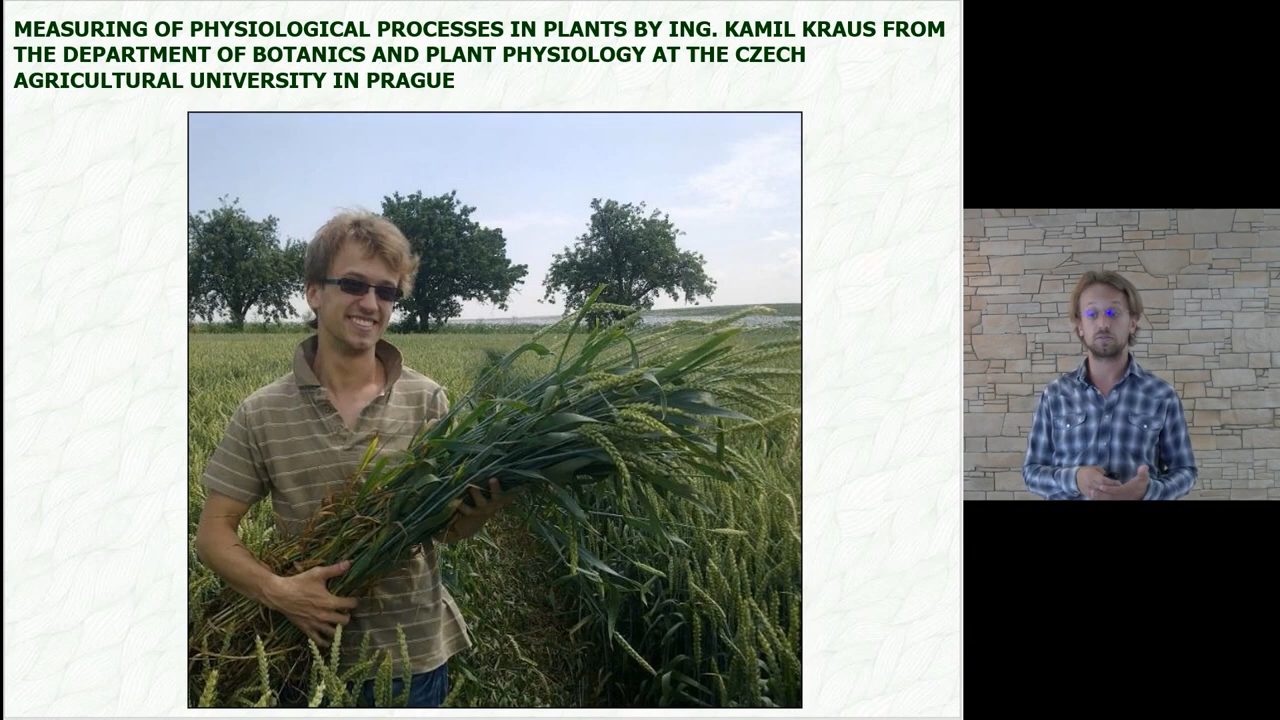 MEASURING OF PHYSIOLOGICAL PROCESSES IN PLANTS BY ING. KAMIL KRAUS FROM
THE DEPARTMENT OF BOTANICS AND PLANT PHYSIOLOGY AT THE CZECH
AGRICULTURAL UNIVERSITY IN PRAGUE